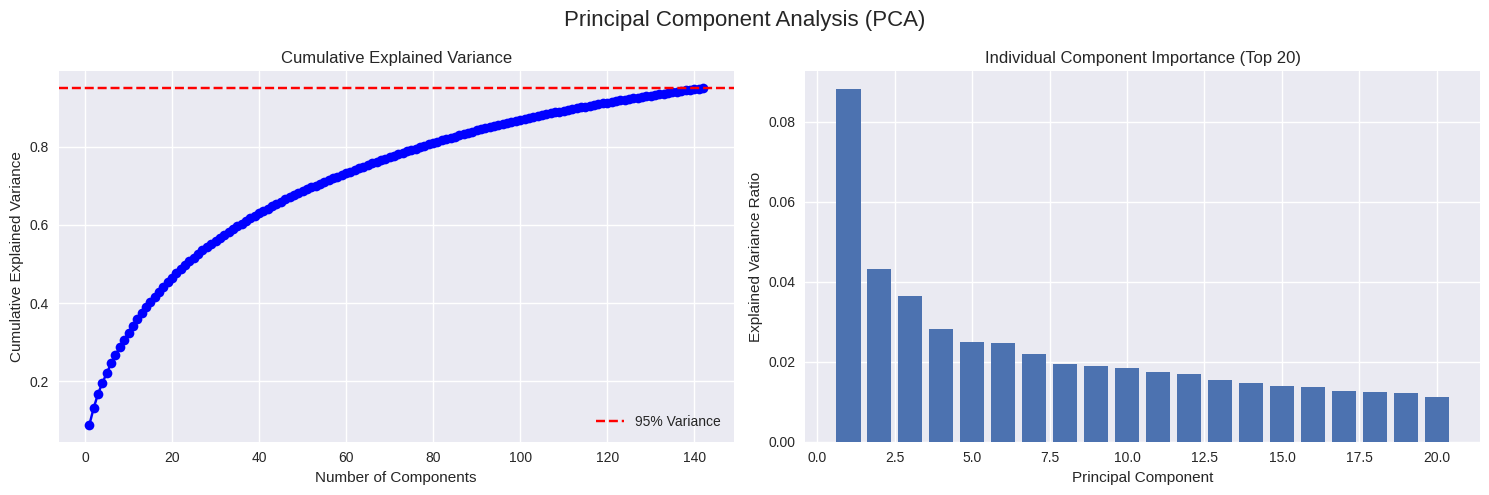 Principal Component Analysis (PCA)
Cumulative Explained Variance
Cumulative Explained Variance
0.8
0.6
0.4
0.2
95% Variance
0 20 40 60 80 100 120 140
Number of Components
Individual Component Importance (Top 20)
Explained Variance Ratio
0.08
0.06
0.04
0.02
0.00
0.0 2.5 5.0 7.5 10.0 12.5 15.0 17.5 20.0
Principal Component